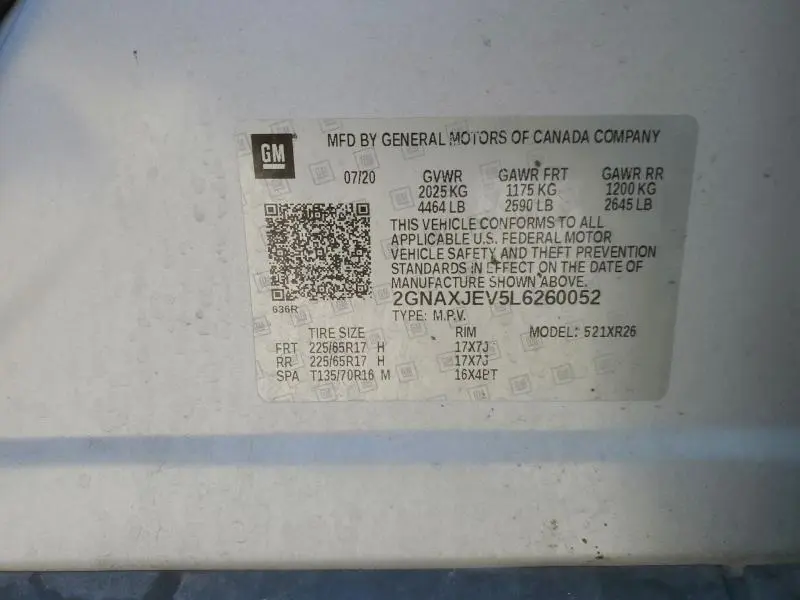 GM
MFD BY GENERAL MOTORS OF CANADA COMPANY
07/20 GVWR GAWR FRT GAWR RR
2025 KG 1175 KG 1200 KG
4464 LB 2590 LB 2645 LB
THIS VEHICLE CONFORMS TO ALL
APPLICABLE U.S. FEDERAL MOTOR
VEHICLE SAFETY AND THEFT PREVENTION
STANDARDS IN EFFECT ON THE DATE OF
MANUFACTURE SHOWN ABOVE.
2GNAXJEV5L6260052
636R
TYPE: M.P.V.
TIRE SIZE RIM MODEL: 521XR26
FRT 225/65R17 H 17X7J
RR 225/65R17 H 17X7J
SPA T135/70R16 M 16X4BT